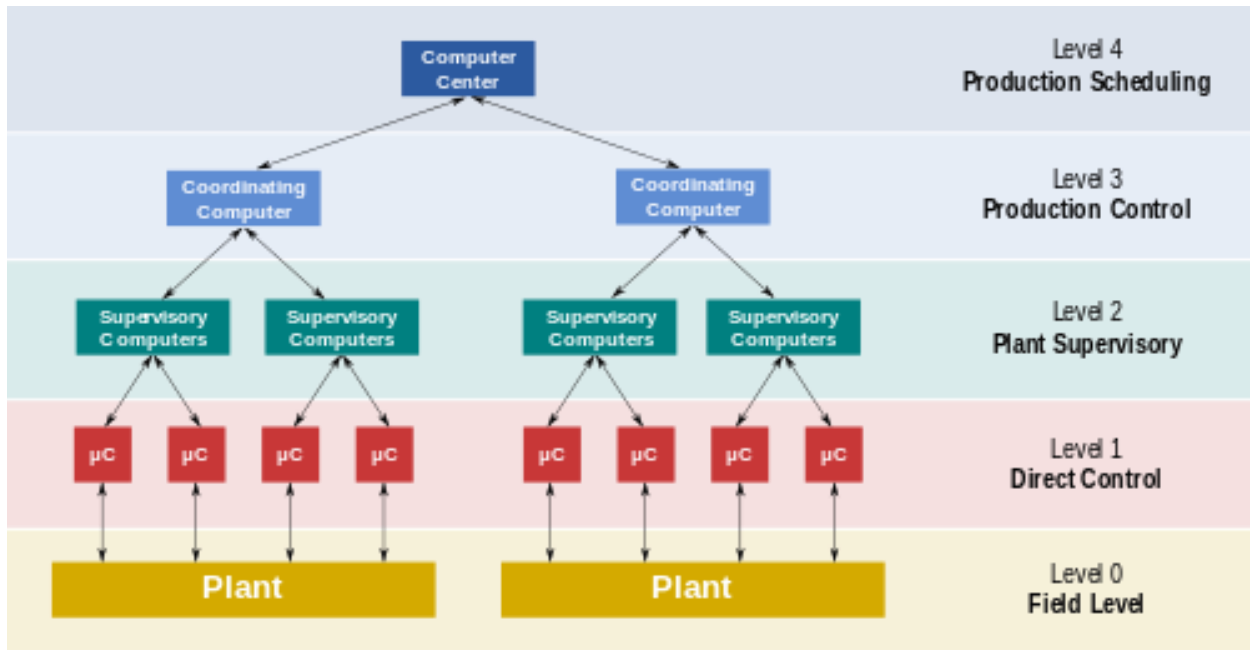 Computer
Center
Level 4
Production Scheduling
Coordinating
Computer
Coordinating
Computer
Level 3
Production Control
Supervisory
Computers
Supervisory
Computers
Supervisory
Computers
Supervisory
Computers
Level 2
Plant Supervisory
µC
µC
µC
µC
µC
µC
µC
µC
Level 1
Direct Control
Plant
Plant
Level 0
Field Level